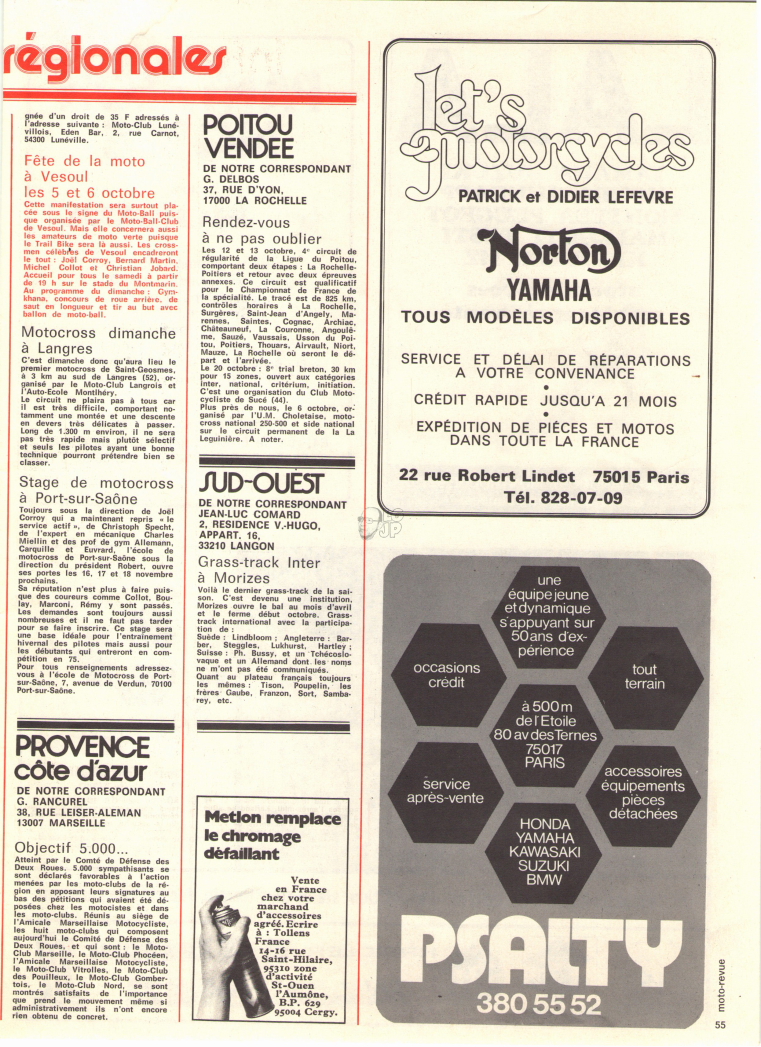 régionales
gnée d'un droit de 35 F adressés à
l'adresse suivante : Moto-Club Luné-
villois, Eden Bar, 2, rue Carnot,
54300 Lunéville.
Fête de la moto
à Vesoul
les 5 et 6 octobre
Cette manifestation sera surtout pla-
cée sous le signe du Moto-Ball puis-
que organisée par le Moto-Ball-Club
de Vesoul. Mais elle concernera aussi
les amateurs de moto verte puisque
le Trail Bike sera là aussi. Les cross-
men célèbres de Vesoul encadreront
le tout : Joël Corroy, Bernard Martin,
Michel Collot et Christian Jobard.
Accueil pour tous le samedi à partir
de 19 h sur le stade du Montmarin.
Au programme du dimanche : Gym-
khana, concours de roue arrière, de
saut en longueur et tir au but avec
ballon de moto-ball.
Motocross dimanche
à Langres
C'est dimanche donc qu'aura lieu le
premier motocross de Saint-Geosmes,
à 3 km au sud de Langres (52), or-
ganisé par le Moto-Club Langrois et
l'Auto-Ecole Montlhéry.
Le circuit ne plaira pas à tous car
il est très difficile, comportant no-
tamment une montée et une descente
en devers très délicates à passer.
Long de 1.300 m environ, il ne sera
pas très rapide mais plutôt sélectif
et seuls les pilotes ayant une bonne
technique pourront prétendre bien se
classer.
Stage de motocross
à Port-sur-Saône
Toujours sous la direction de Joël
Corroy qui a maintenant repris « le
service actif », de Christoph Specht,
de l'expert en mécanique Charles
Miellin et des prof de gym Allemann,
Carquille et Euvrard, l'école de
motocross de Port-sur-Saône sous la
direction du président Robert, ouvre
ses portes les 16, 17 et 18 novembre
prochains.
Sa réputation n'est plus à faire puis-
que des coureurs comme Collot, Bou-
lay, Marconi, Rémy y sont passés.
Les demandes sont toujours aussi
nombreuses et il ne faut pas tarder
pour se faire inscrire. Ce stage sera
une base idéale pour l'entraînement
hivernal des pilotes mais aussi pour
les débutants qui entreront en com-
pétition en 75.
Pour tous renseignements adressez-
vous à l'école de Motocross de Port-
sur-Saône, 7, avenue de Verdun, 70100
Port-sur-Saône.
PROVENCE
côte d'azur
DE NOTRE CORRESPONDANT
G. RANCUREL
38, RUE LEISER-ALEMAN
13007 MARSEILLE
Objectif 5.000...
Atteint par le Comté de Défense des
Deux Roues. 5.000 sympathisants se
sont déclarés favorables à l'action
menées par les moto-clubs de la ré-
gion en apposant leurs signatures au
bas des pétitions qui avaient été dé-
posées chez les motocistes et dans
les moto-clubs. Réunis au siège de
l'Amicale Marseillaise Motocycliste,
les huit moto-clubs qui composent
aujourd'hui le Comité de Défense des
Deux Roues, et qui sont : le Moto-
Club Marseille, le Moto-Club Phocéen,
l'Amicale Marseillaise Motocycliste,
le Moto-Club Vitrolles, le Moto-Club
des Pouilleux, le Moto-Club Gomber-
tois, le Moto-Club Nord, se sont
montrés satisfaits de l'importance
que prend le mouvement même si
administrativement ils n'ont encore
rien obtenu de concret.
POITOU
VENDEE
DE NOTRE CORRESPONDANT
G. DELBOS
37, RUE D'YON,
17000 LA ROCHELLE
Rendez-vous
à ne pas oublier
Les 12 et 13 octobre, 4e circuit de
régularité de la Ligue du Poitou,
comportant deux étapes : La Rochelle-
Poitiers et retour avec deux épreuves
annexes. Ce circuit est qualificatif
pour le Championnat de France de
la spécialité. Le tracé est de 825 km,
contrôles horaires à La Rochelle,
Surgères, Saint-Jean d'Angely, Ma-
rennes, Saintes, Cognac, Archiac,
Châteauneuf, La Couronne, Angoulê-
me, Sauzé, Vaussais, Usson du Poi-
tou, Poitiers, Thouars, Airvault, Niort,
Mauze, La Rochelle où seront le dé-
part et l'arrivée.
Le 20 octobre : 8e trial breton, 30 km
pour 15 zones, ouvert aux catégories
inter, national, critérium, initiation.
C'est une organisation du Club Moto-
cycliste de Sucé (44).
Plus près de nous, le 6 octobre, or-
ganisé par l'U.M. Choletaise, moto-
cross national 250-500 et side national
sur le circuit permanent de la La
Leguinière. A noter.
SUD-OUEST
DE NOTRE CORRESPONDANT
JEAN-LUC COMARD
2, RESIDENCE V.-HUGO,
APPART. 16,
33210 LANGON
Grass-track Inter
à Morizes
Voilà le dernier grass-track de la sai-
son. C'est devenu une institution,
Morizes ouvre le bal au mois d'avril
et le ferme début octobre. Grass-
track international avec la participa-
tion de :
Suède : Lindbloom ; Angleterre : Bar-
ber, Steggles, Lukhurst, Hartley ;
Suisse : Ph. Bussy, et un Tchécoslo-
vaque et un Allemand dont les noms
ne m'ont pas été communiqués.
Quant au plateau français toujours
les mêmes : Tison, Poupelin, les
frères Gaube, Franzon, Sort, Samba-
rey, etc.
Metlon remplace
le chromage
défaillant
Vente
en France
chez votre
marchand
d'accessoires
agréé. Ecrire
à : Tollens
France
14-16 rue
Saint-Hilaire,
95310 zone
d'activité
St-Ouen
l'Aumône,
B.P. 629
95004 Cergy.
let's
motorcycles
PATRICK et DIDIER LEFEVRE
Norton
YAMAHA
TOUS MODÈLES DISPONIBLES
SERVICE ET DÉLAI DE RÉPARATIONS
A VOTRE CONVENANCE
•
CRÉDIT RAPIDE JUSQU'A 21 MOIS
•
EXPÉDITION DE PIÉCES ET MOTOS
DANS TOUTE LA FRANCE
22 rue Robert Lindet 75015 Paris
Tél. 828-07-09
JP
une
équipe jeune
et dynamique
s'appuyant sur
50 ans d'ex-
périence
occasions
crédit
tout
terrain
à 500 m
de l'Etoile
80 av des Ternes
75017
PARIS
service
après-vente
accessoires
équipements
pièces
détachées
HONDA
YAMAHA
KAWASAKI
SUZUKI
BMW
PSALTY
380 55 52
moto-revue
55